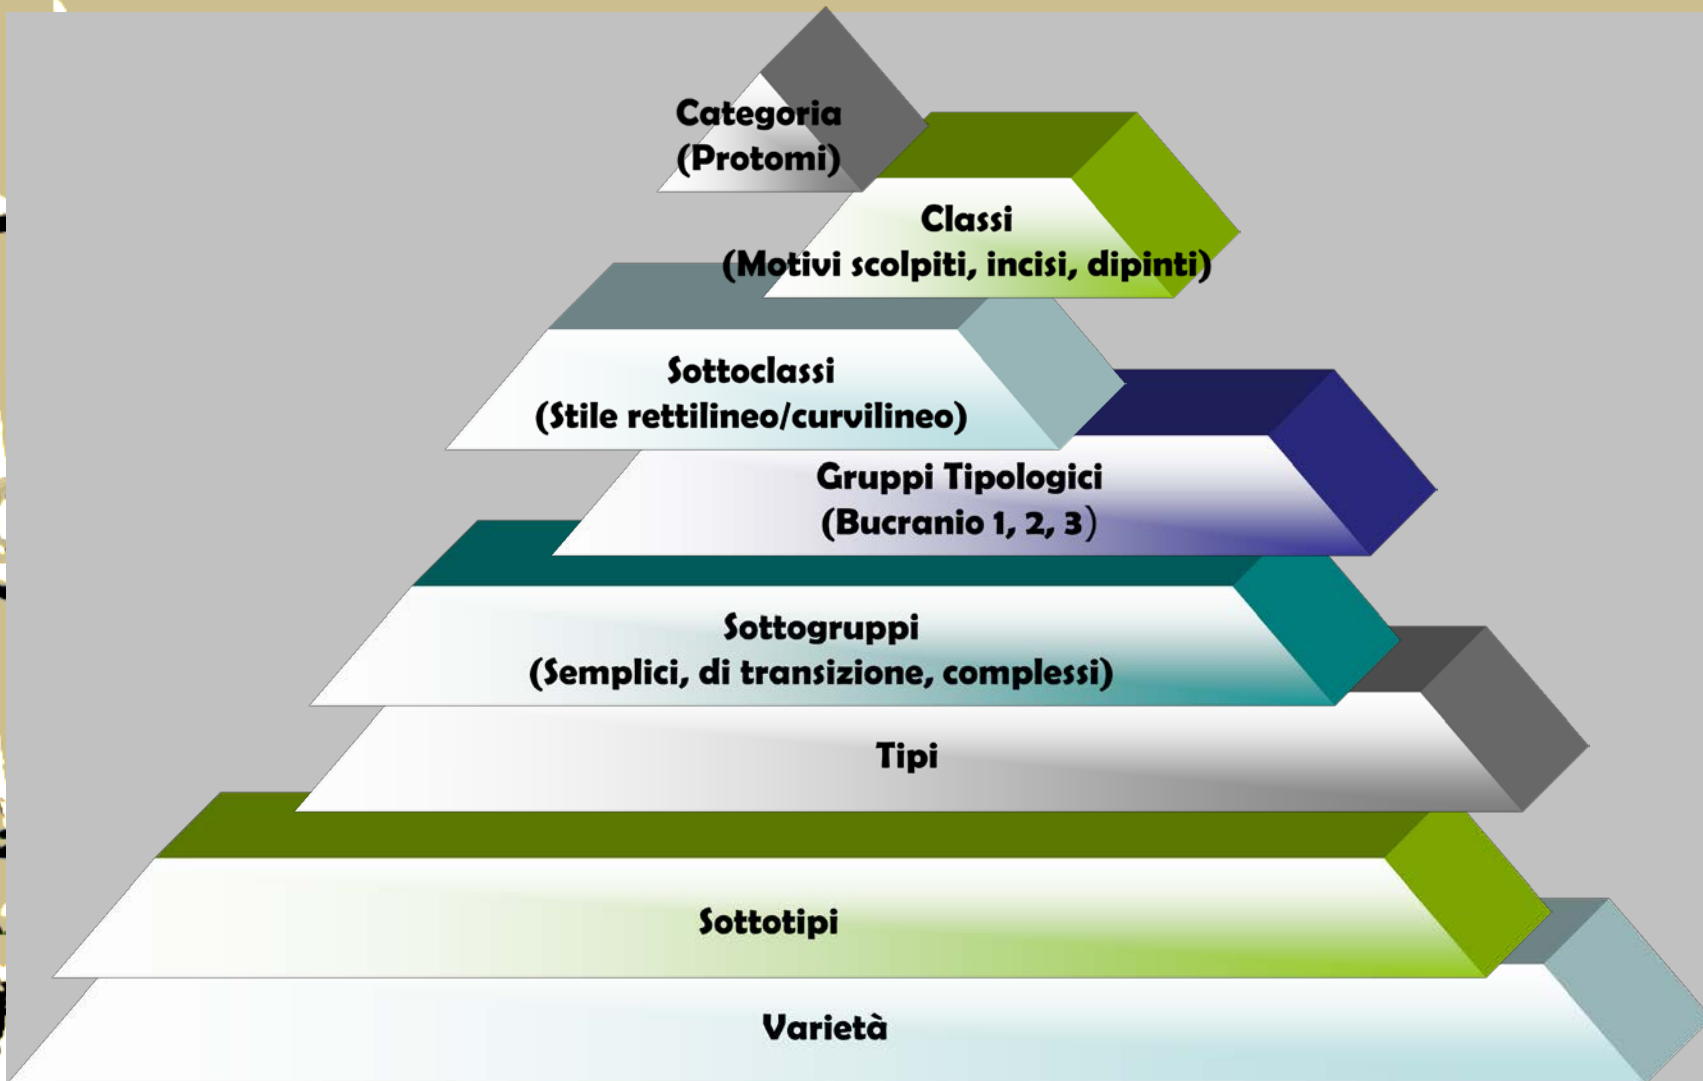 Categoria
(Protomi)
Classi
(Motivi scolpiti, incisi, dipinti)
Sottoclassi
(Stile rettilineo/curvilineo)
Gruppi Tipologici
(Bucranio 1, 2, 3)
Sottogruppi
(Semplici, di transizione, complessi)
Tipi
Sottotipi
Varietà